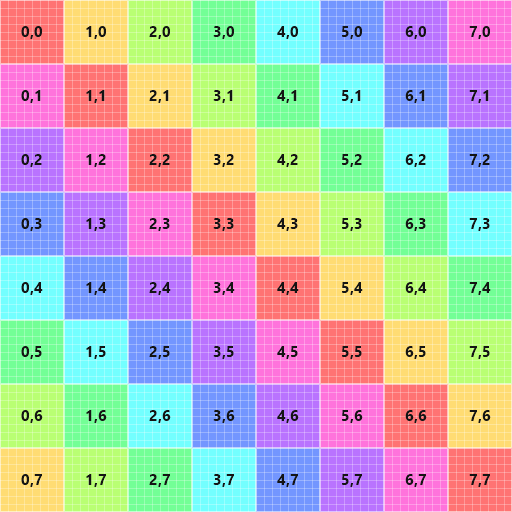 0,0 1,0 2,0 3,0 4,0 5,0 6,0 7,0
0,1 1,1 2,1 3,1 4,1 5,1 6,1 7,1
0,2 1,2 2,2 3,2 4,2 5,2 6,2 7,2
0,3 1,3 2,3 3,3 4,3 5,3 6,3 7,3
0,4 1,4 2,4 3,4 4,4 5,4 6,4 7,4
0,5 1,5 2,5 3,5 4,5 5,5 6,5 7,5
0,6 1,6 2,6 3,6 4,6 5,6 6,6 7,6
0,7 1,7 2,7 3,7 4,7 5,7 6,7 7,7